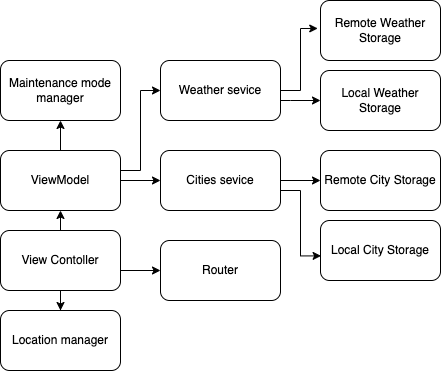 Remote Weather
Storage
Maintenance mode
manager
Weather sevice
Local Weather
Storage
ViewModel
Cities sevice
Remote City Storage
View Contoller
Router
Local City Storage
Location manager